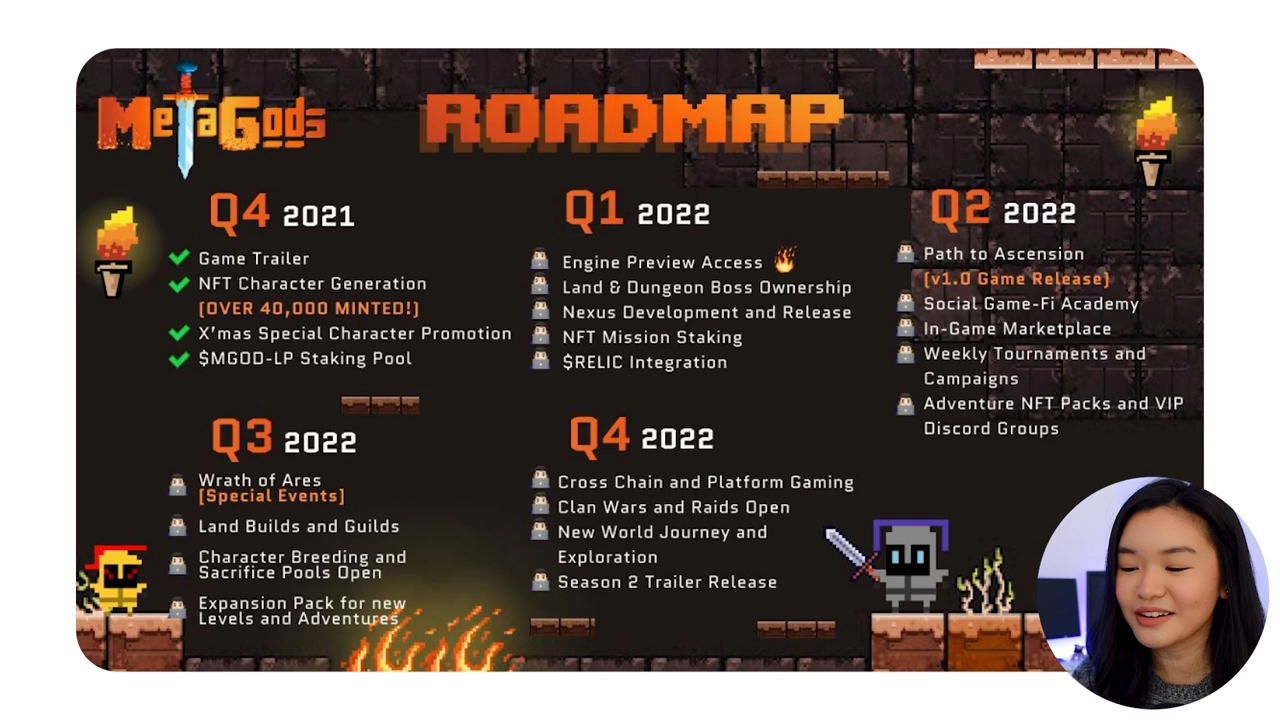 MetaGods
ROADMAP
Q4 2021
Game Trailer
NFT Character Generation
[OVER 40,000 MINTED!]
X'mas Special Character Promotion
$MGOD-LP Staking Pool
Q1 2022
Engine Preview Access
Land & Dungeon Boss Ownership
Nexus Development and Release
NFT Mission Staking
$RELIC Integration
Q2 2022
Path to Ascension
[v1.0 Game Release]
Social Game-Fi Academy
In-Game Marketplace
Weekly Tournaments and
Campaigns
Adventure NFT Packs and VIP
Discord Groups
Q3 2022
Wrath of Ares
[Special Events]
Land Builds and Guilds
Character Breeding and
Sacrifice Pools Open
Expansion Pack for new
Levels and Adventures
Q4 2022
Cross Chain and Platform Gaming
Clan Wars and Raids Open
New World Journey and
Exploration
Season 2 Trailer Release